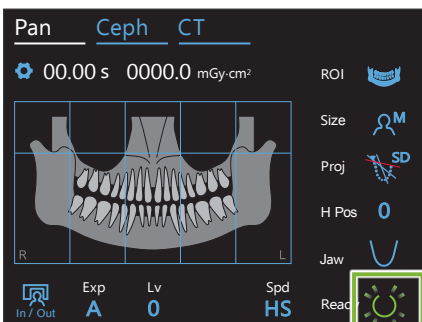 Pan Ceph CT
00.00 s 0000.0 mGy·cm²
ROI
Size M
Proj SD
H Pos 0
R L
Jaw
In / Out
Exp Lv Spd
A 0 HS